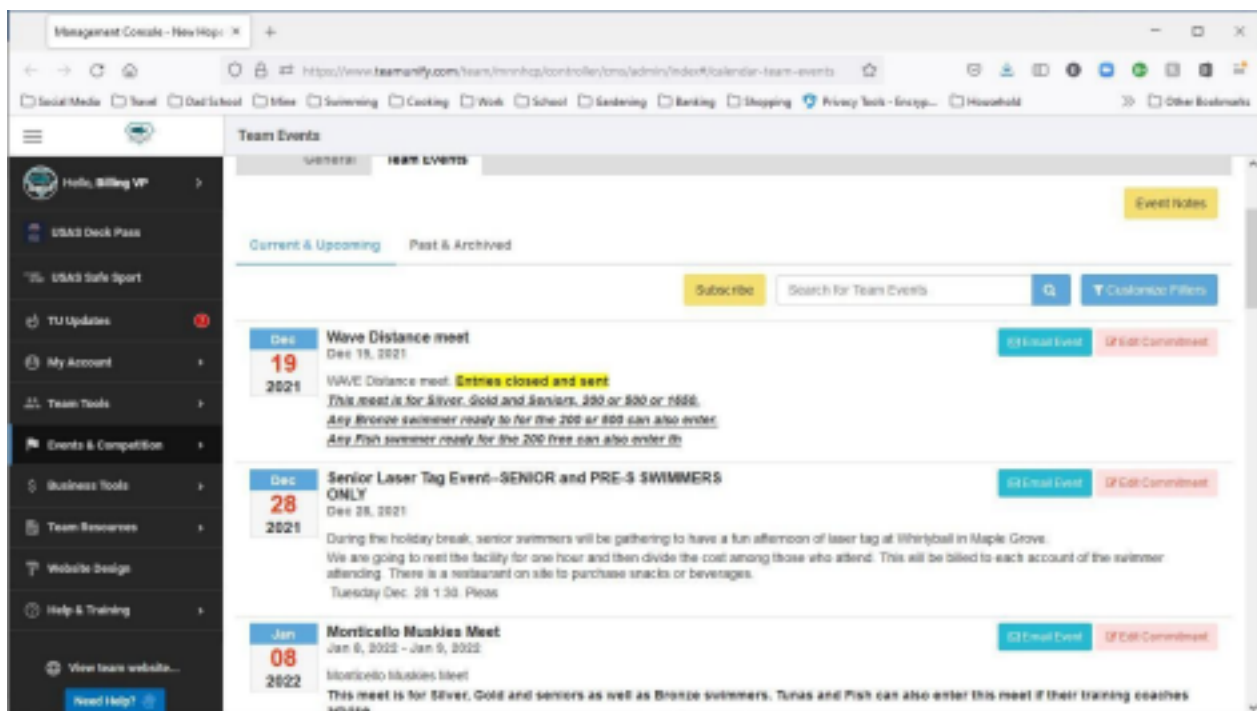 Management Console - New Hop
https://www.teamunify.com/team/mnnhcp/controller/cms/admin/index#/calendar-team-events
Social Media Travel Dad School Mine Swimming Cooking Work School Gardening Banking Shopping Privacy Tools - Encryp... Household Other Bookmarks
Team Events
General Team Events
Hello, Billing VP
Event Notes
USAS Deck Pass
Current & Upcoming Past & Archived
USAS Safe Sport
Subscribe Search for Team Events Customize Filters
TU Updates
My Account
Team Tools
Events & Competition
Business Tools
Team Resources
Website Design
Help & Training
View team website...
Need Help?
Dec
19
2021
Wave Distance meet
Dec 19, 2021
Email Event Edit Commitment
WAVE Distance meet. Entries closed and sent
This meet is for Silver, Gold and Seniors, 200 or 500 or 1650.
Any Bronze swimmer ready to for the 200 or 500 can also enter.
Any Fish swimmer ready for the 200 free can also enter th
Dec
28
2021
Senior Laser Tag Event--SENIOR and PRE-S SWIMMERS
ONLY
Dec 28, 2021
Email Event Edit Commitment
During the holiday break, senior swimmers will be gathering to have a fun afternoon of laser tag at Whirlyball in Maple Grove.
We are going to rent the facility for one hour and then divide the cost among those who attend. This will be billed to each account of the swimmer
attending. There is a restaurant on site to purchase snacks or beverages.
Tuesday Dec. 28 1:30. Pleas
Jan
08
2022
Monticello Muskies Meet
Jan 8, 2022 - Jan 9, 2022
Email Event Edit Commitment
Monticello Muskies Meet
This meet is for Silver, Gold and seniors as well as Bronze swimmers. Tunas and Fish can also enter this meet if their training coaches